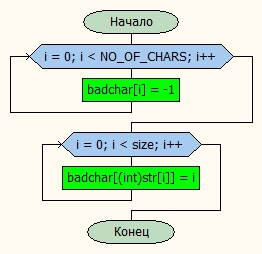 Начало
i = 0; i < NO_OF_CHARS; i++
badchar[i] = -1
i = 0; i < size; i++
badchar[(int)str[i]] = i
Конец